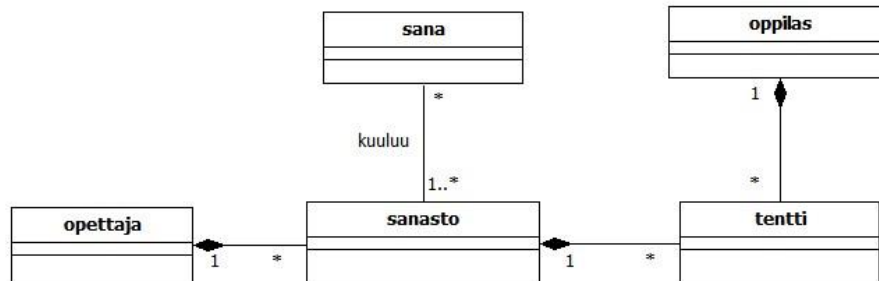 sana
oppilas
*
1
kuuluu
1..*
*
opettaja
sanasto
tentti
1
*
1
*